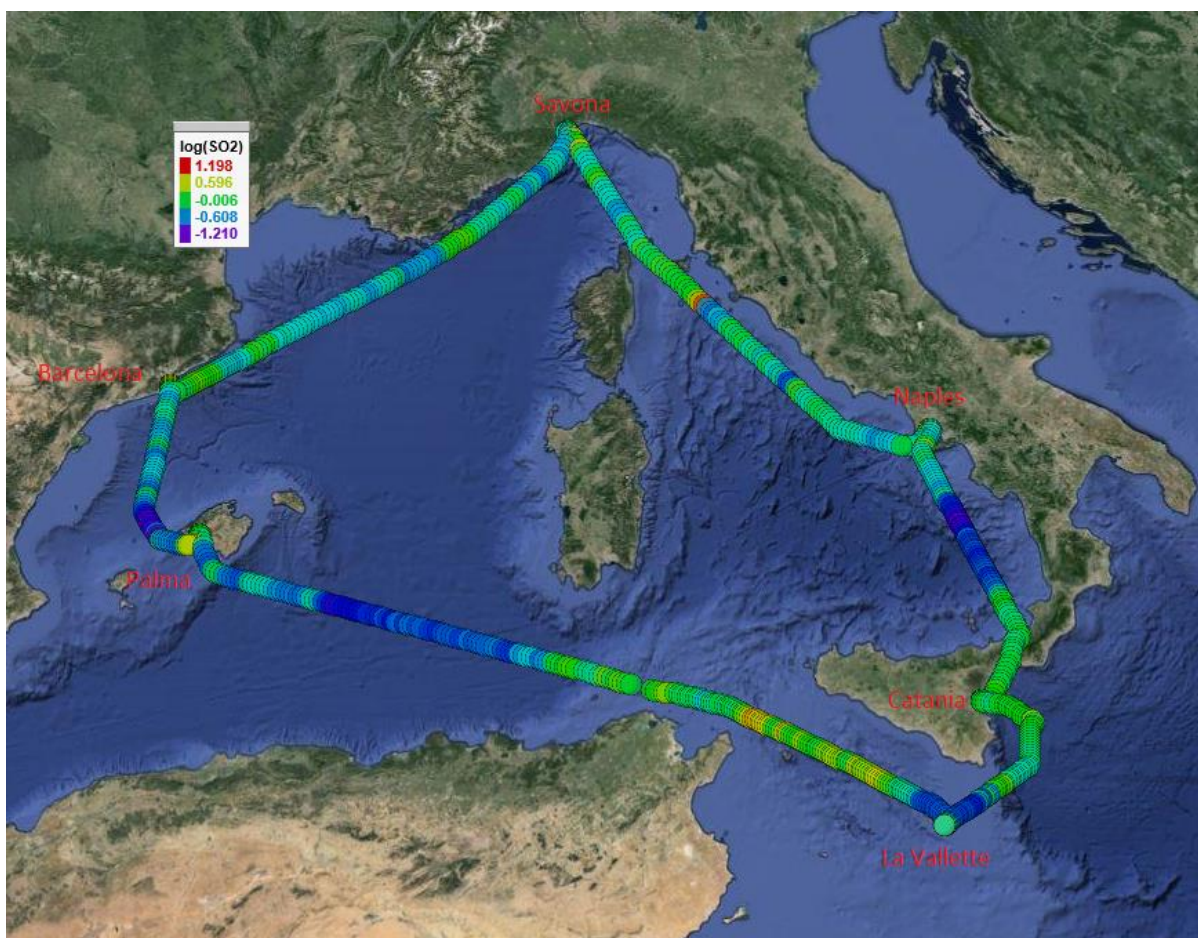 Savona
log(SO2)
1.198
0.596
-0.006
-0.608
-1.210
Barcelona
Naples
Palma
Catania
La Vallette